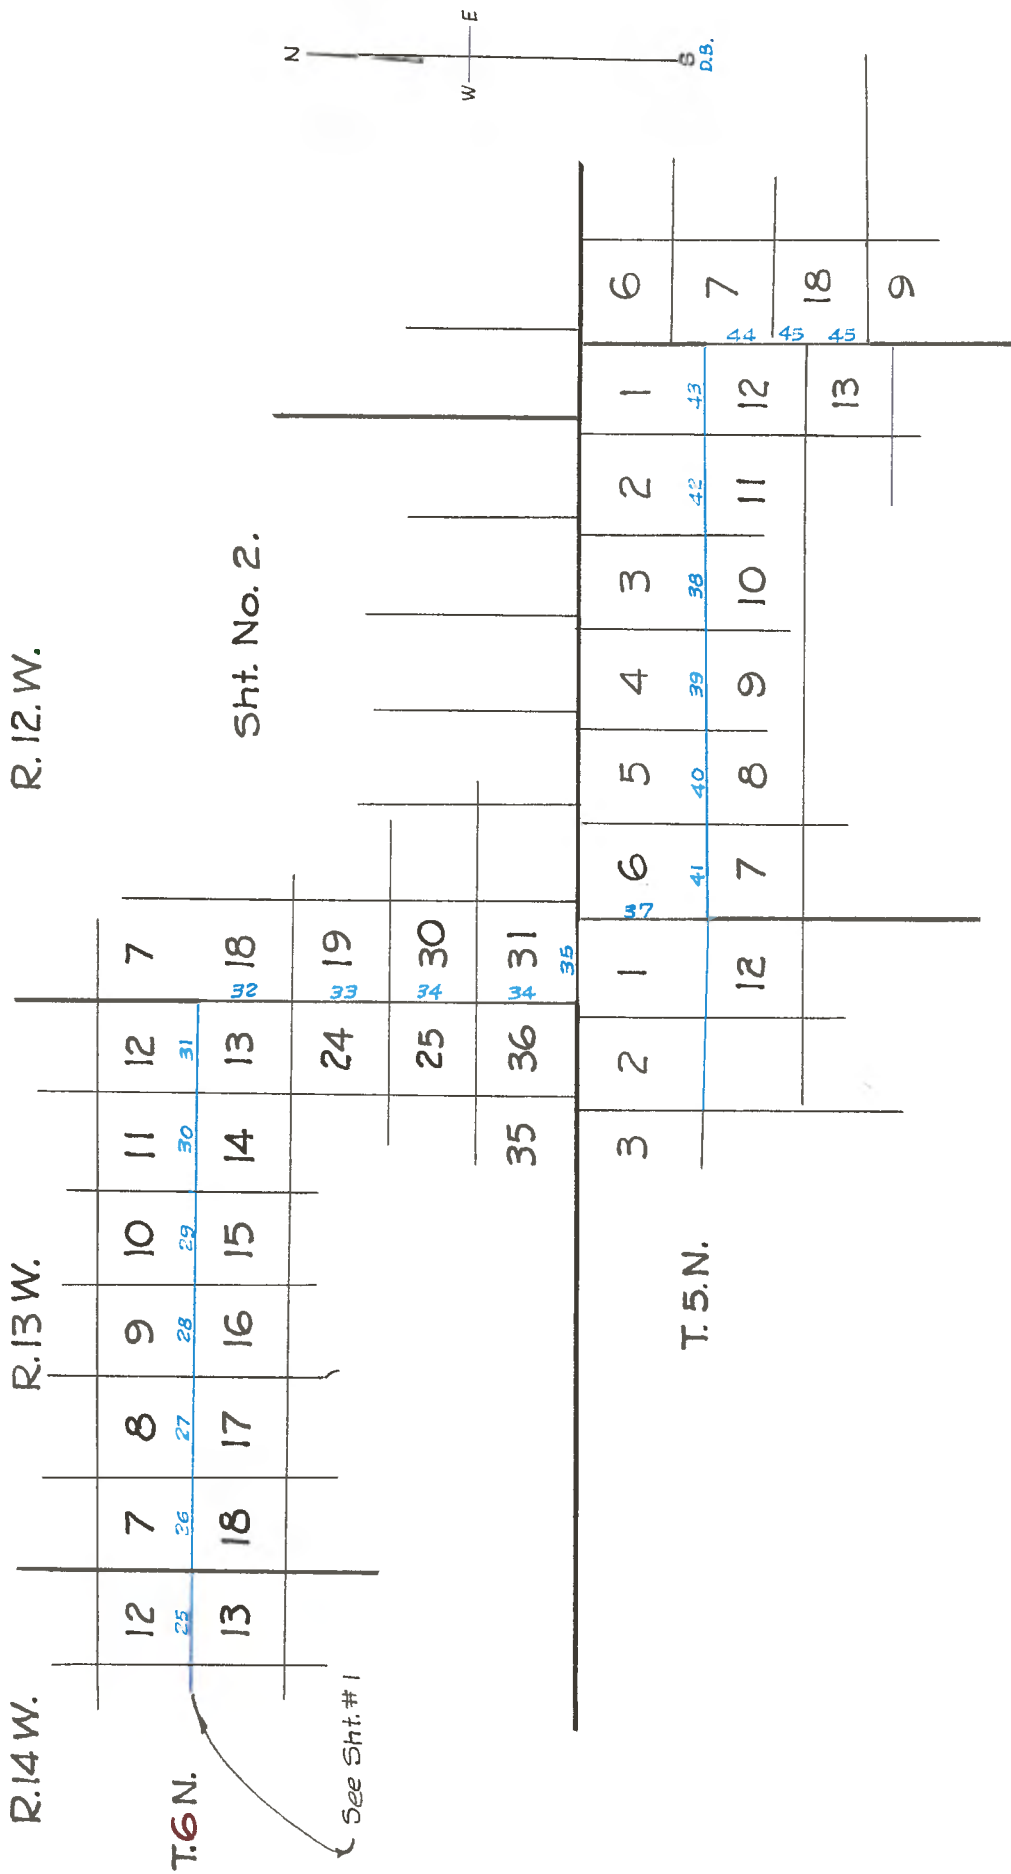 R.14 W. R.13 W. R.12.W.
12 7 8 9 10 11 12 7
T.6 N.
25 26 27 28 29 30 31
13 18 17 16 15 14 13 32 18
Sht. No. 2.
N
See Sht.#1
24 33 19
25 34 30
W E
35 36 34 31
35
3 2 1 37 6 5 4 3 2 1 6
41 40 39 38 42 43
T.5.N.
S
D.B.
12 7 8 9 10 11 12 44 7
45
13 45 18
9